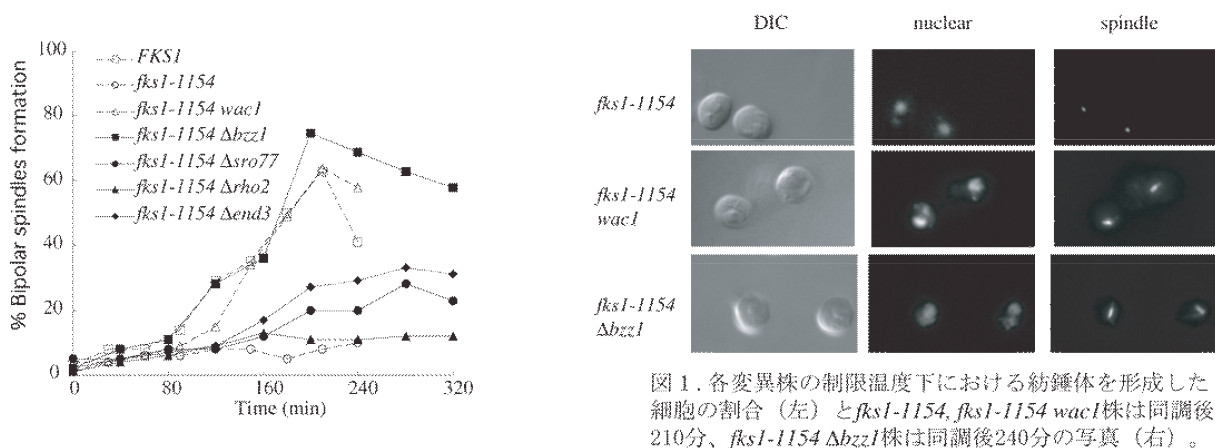 100
80
60
40
20
0
% Bipolar spindles formation
FKS1
fks1-1154
fks1-1154 wac1
fks1-1154 Δbzz1
fks1-1154 Δsro77
fks1-1154 Δrho2
fks1-1154 Δend3
0 80 160 240 320
Time (min)
DIC nuclear spindle
fks1-1154
fks1-1154
wac1
fks1-1154
Δbzz1
図1.各変異株の制限温度下における紡錘体を形成した
細胞の割合（左）とfks1-1154, fks1-1154 wac1株は同調後
210分、fks1-1154 Δbzz1株は同調後240分の写真（右）。